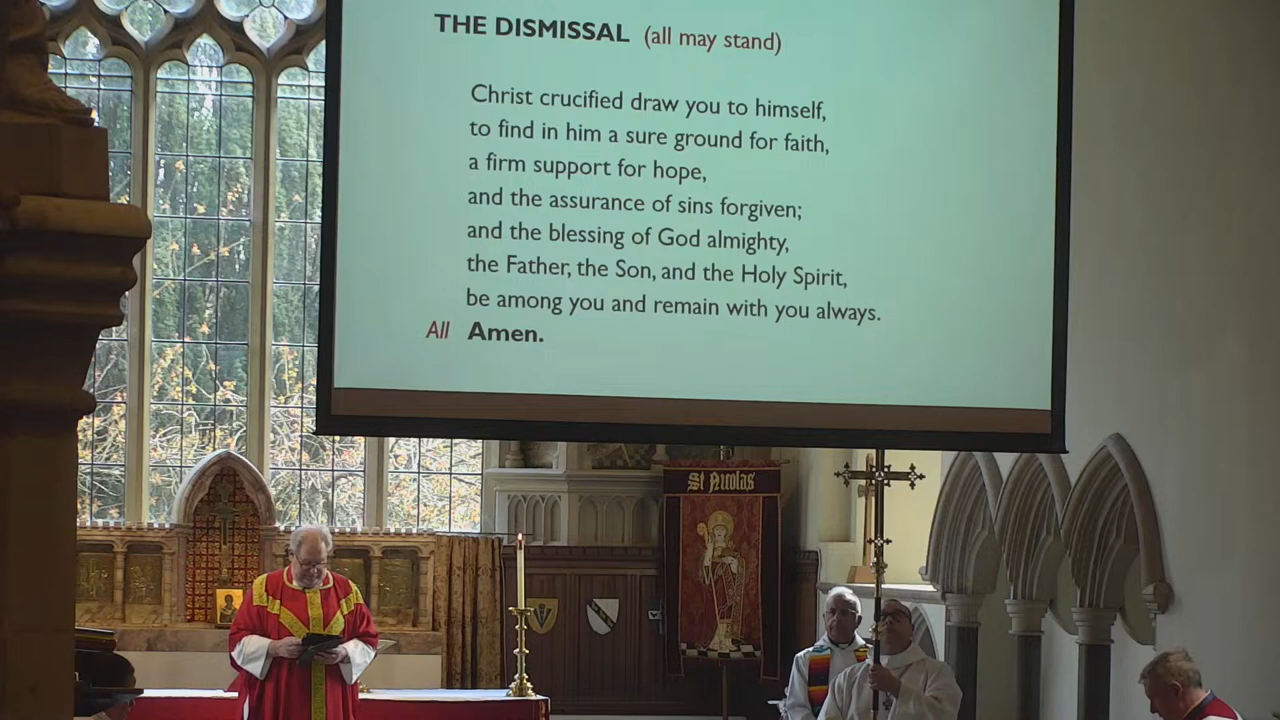 THE DISMISSAL (all may stand)
Christ crucified draw you to himself,
to find in him a sure ground for faith,
a firm support for hope,
and the assurance of sins forgiven;
and the blessing of God almighty,
the Father, the Son, and the Holy Spirit,
be among you and remain with you always.
All Amen.
St Nicolas